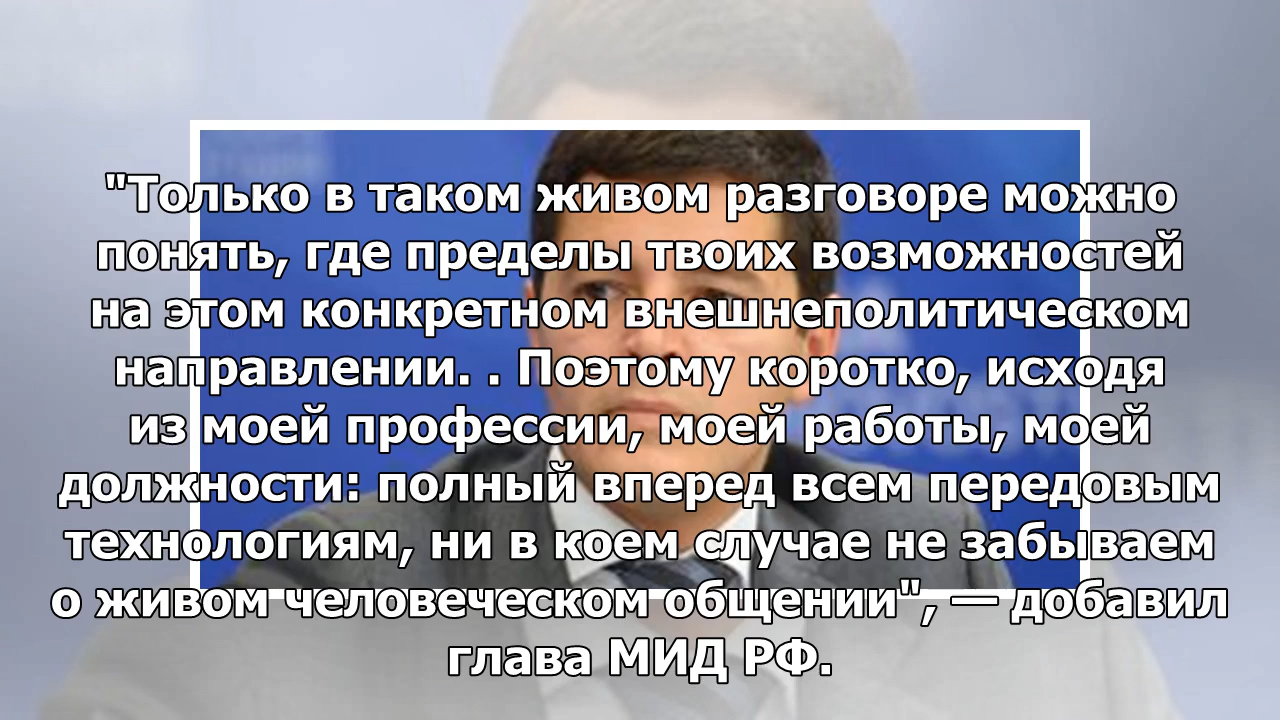 "Только в таком живом разговоре можно
понять, где пределы твоих возможностей
на этом конкретном внешнеполитическом
направлении. . Поэтому коротко, исходя
из моей профессии, моей работы, моей
должности: полный вперед всем передовым
технологиям, ни в коем случае не забываем
о живом человеческом общении", — добавил
глава МИД РФ.